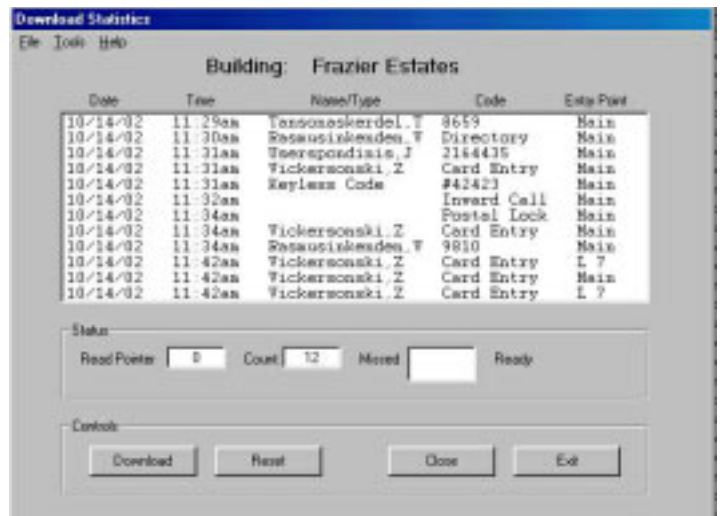 Download Statistics
File Tools Help
Building: Frazier Estates
Date Time Name/Type Code Entry Point
10/14/02 11:29am Tansonaskerdel,T 8659 Main
10/14/02 11:30am Rasmusinkenden,V Directory Main
10/14/02 11:31am Userspondinis,J 2164435 Main
10/14/02 11:31am Vickersonski,Z Card Entry Main
10/14/02 11:31am Keyless Code #42423 Main
10/14/02 11:32am Inward Call Main
10/14/02 11:34am Postal Lock Main
10/14/02 11:34am Vickersonski,Z Card Entry Main
10/14/02 11:34am Rasmusinkenden,V 9810 Main
10/14/02 11:42am Vickersonski,Z Card Entry L 7
10/14/02 11:42am Vickersonski,Z Card Entry Main
10/14/02 11:42am Vickersonski,Z Card Entry L 7
Status
Read Pointer 0 Count 12 Missed Ready
Controls
Download Reset Close Exit